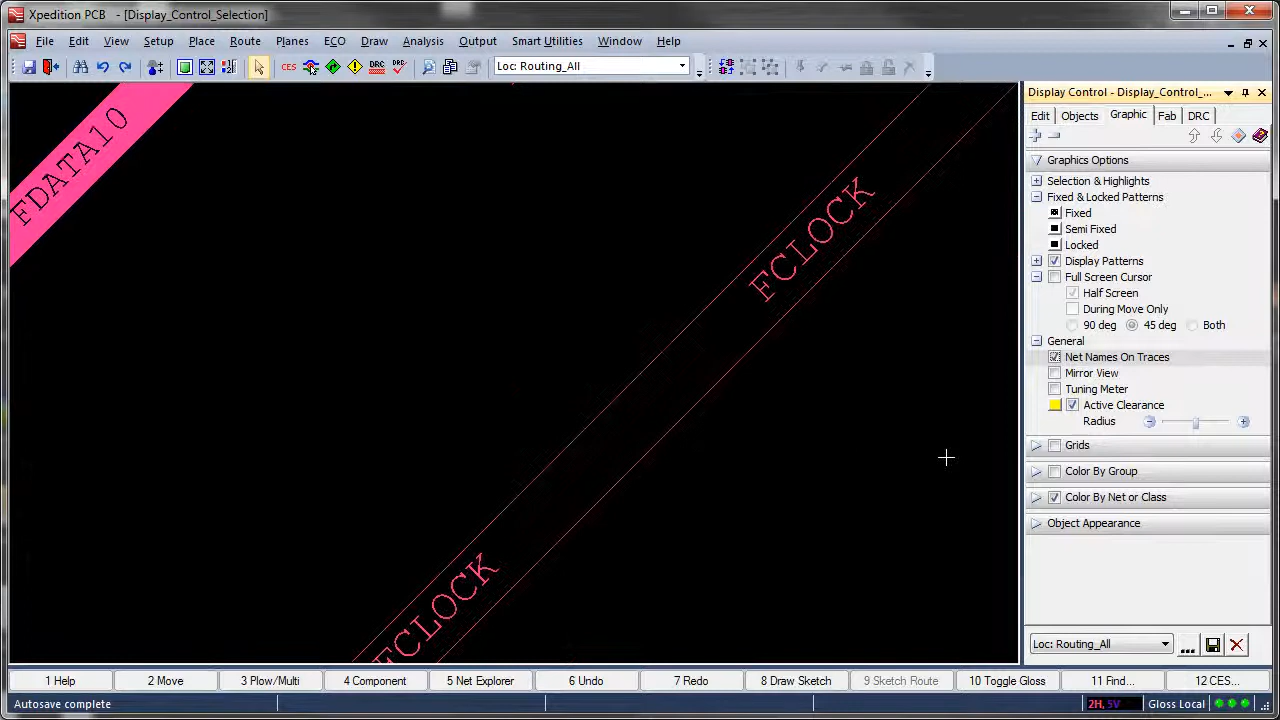 Xpedition PCB - [Display_Control_Selection]
File Edit View Setup Place Route Planes ECO Draw Analysis Output Smart Utilities Window Help
CES DRC DRC Loc: Routing_All
Display Control - Display_Control_...
Edit Objects Graphic Fab DRC
Graphics Options
Selection & Highlights
Fixed & Locked Patterns
Fixed
Semi Fixed
Locked
Display Patterns
Full Screen Cursor
Half Screen
During Move Only
90 deg 45 deg Both
General
Net Names On Traces
Mirror View
Tuning Meter
Active Clearance
Radius
Grids
Color By Group
Color By Net or Class
Object Appearance
Loc: Routing_All ...
FDATA10
FCLOCK
FCLOCK
1 Help 2 Move 3 Plow/Multi 4 Component 5 Net Explorer 6 Undo 7 Redo 8 Draw Sketch 9 Sketch Route 10 Toggle Gloss 11 Find... 12 CES...
Autosave complete 2H, 5V Gloss Local